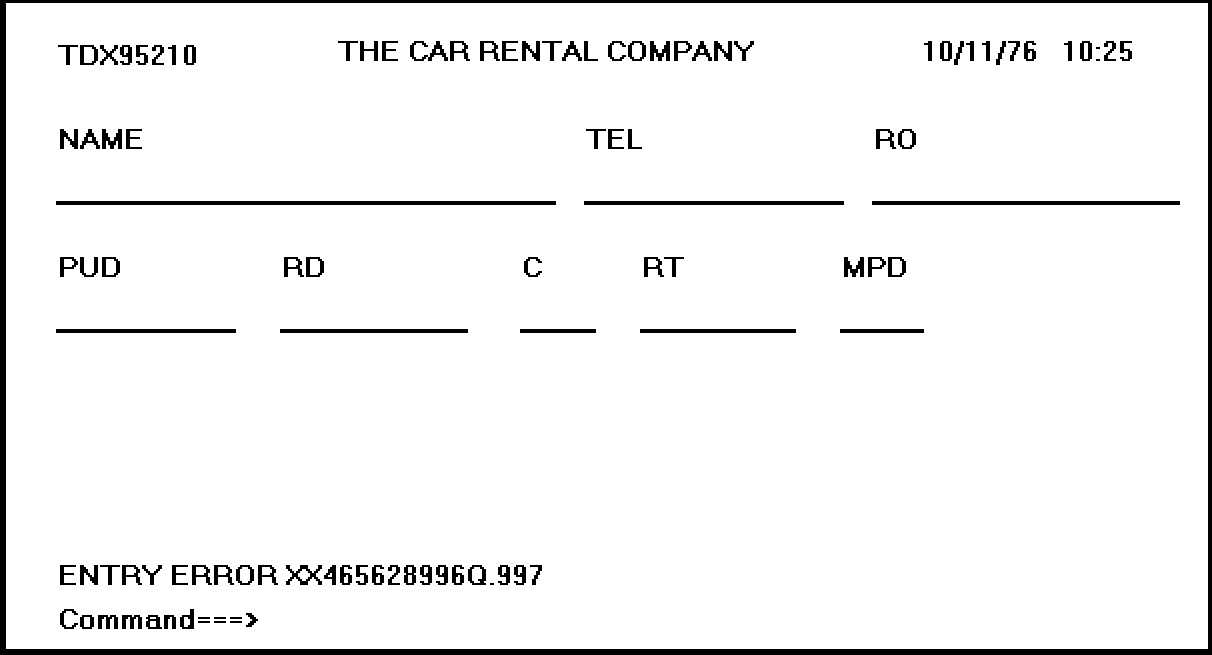 TDX95210 THE CAR RENTAL COMPANY 10/11/76 10:25
NAME TEL RO
PUD RD C RT MPD
ENTRY ERROR XX465628996Q.997
Command===>